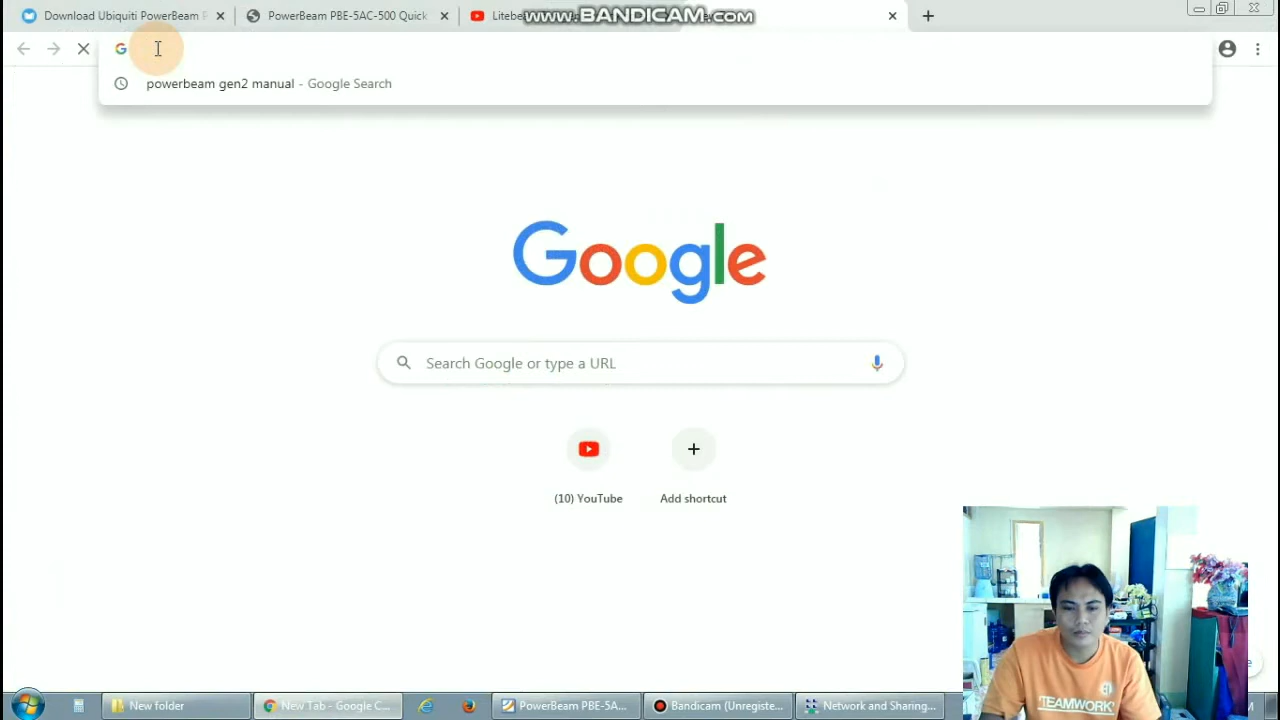 Download Ubiquiti PowerBeam
PowerBeam PBE-5AC-500 Quick
Litebe
www.BANDICAM.com
powerbeam gen2 manual - Google Search
Google
Search Google or type a URL
(10) YouTube
Add shortcut
"TEAMWORK"
New folder
New Tab - Google C...
PowerBeam PBE-5A...
Bandicam (Unregiste...
Network and Sharing...